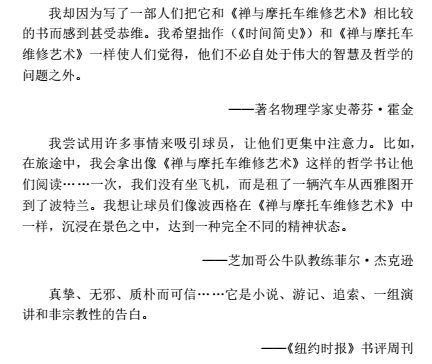 我却因为写了一部人们把它和《禅与摩托车维修艺术》相比较
的书而感到甚受恭维。我希望拙作（《时间简史》）和《禅与摩托车
维修艺术》一样使人们觉得，他们不必自处于伟大的智慧及哲学的
问题之外。
——著名物理学家史蒂芬·霍金
我尝试用许多事情来吸引球员，让他们更集中注意力。比如，
在旅途中，我会拿出像《禅与摩托车维修艺术》这样的哲学书让他
们阅读……一次，我们没有坐飞机，而是租了一辆汽车从西雅图开
到了波特兰。我想让球员们像波西格在《禅与摩托车维修艺术》中
一样，沉浸在景色之中，达到一种完全不同的精神状态。
——芝加哥公牛队教练菲尔·杰克逊
真挚、无邪、质朴而可信……它是小说、游记、追索、一组演
讲和非宗教性的告白。
——《纽约时报》书评周刊